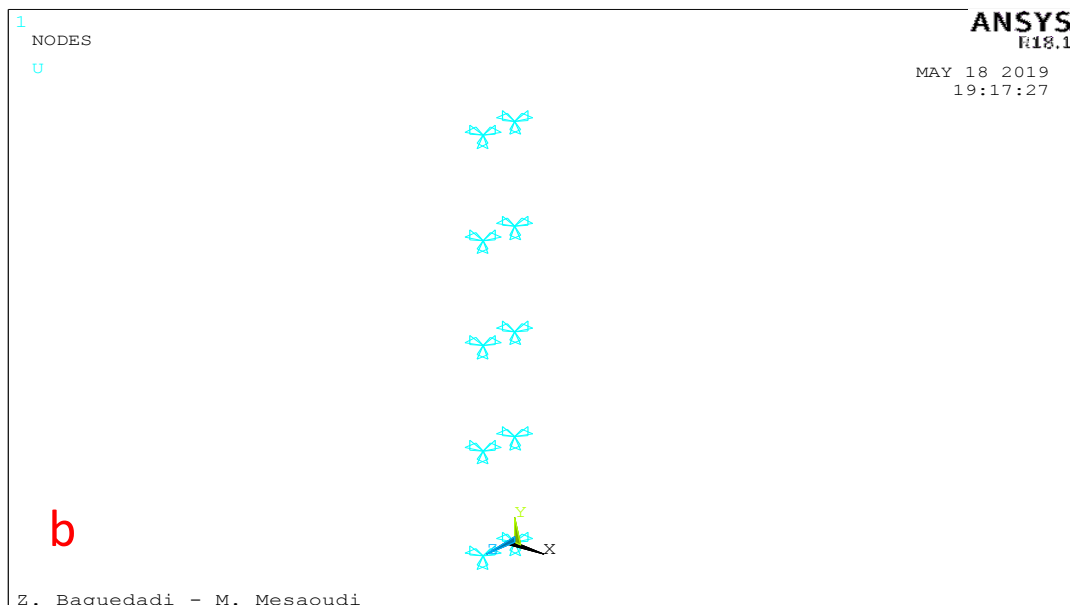 1
NODES
U
ANSYS
R18.1
MAY 18 2019
19:17:27
Y
Z
X
b
Z. Baguedadi - M. Mesaoudi